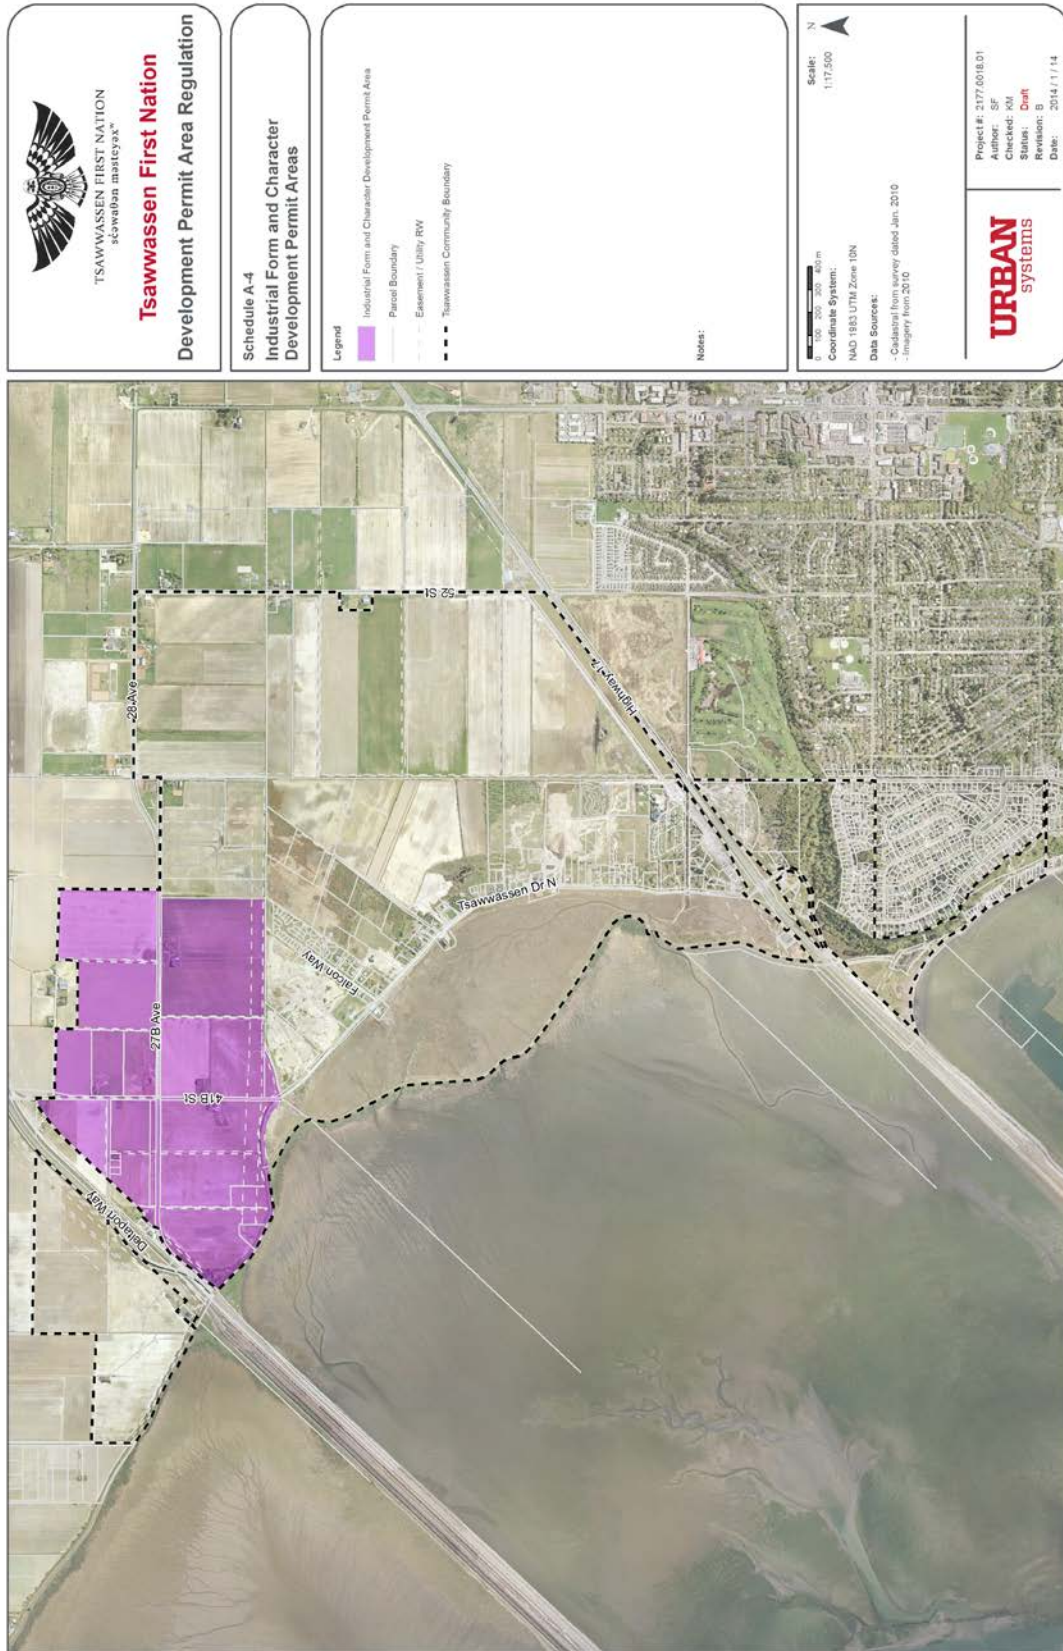 TSAWWASSEN FIRST NATION
sc̓əwaθən məsteyəxʷ
Tsawwassen First Nation
Development Permit Area Regulation
Schedule A-4
Industrial Form and Character
Development Permit Areas
Legend
Industrial Form and Character Development Permit Area
Parcel Boundary
Easement / Utility RW
Tsawwassen Community Boundary
Notes:
Scale:
N
1:17,500
0 100 200 300 400 m
Coordinate System:
NAD 1983 UTM Zone 10N
Data Sources:
- Cadastral from survey dated Jan. 2010
- Imagery from 2010
URBAN
systems
Project #: 2177.0018.01
Author: SF
Checked: KM
Status: Draft
Revision: B
Date: 2014 / 1 / 14
28 Ave
52 St
Highway 17
27B Ave
41B St
Deltaport Way
Falcon Way
Tsawwassen Dr N